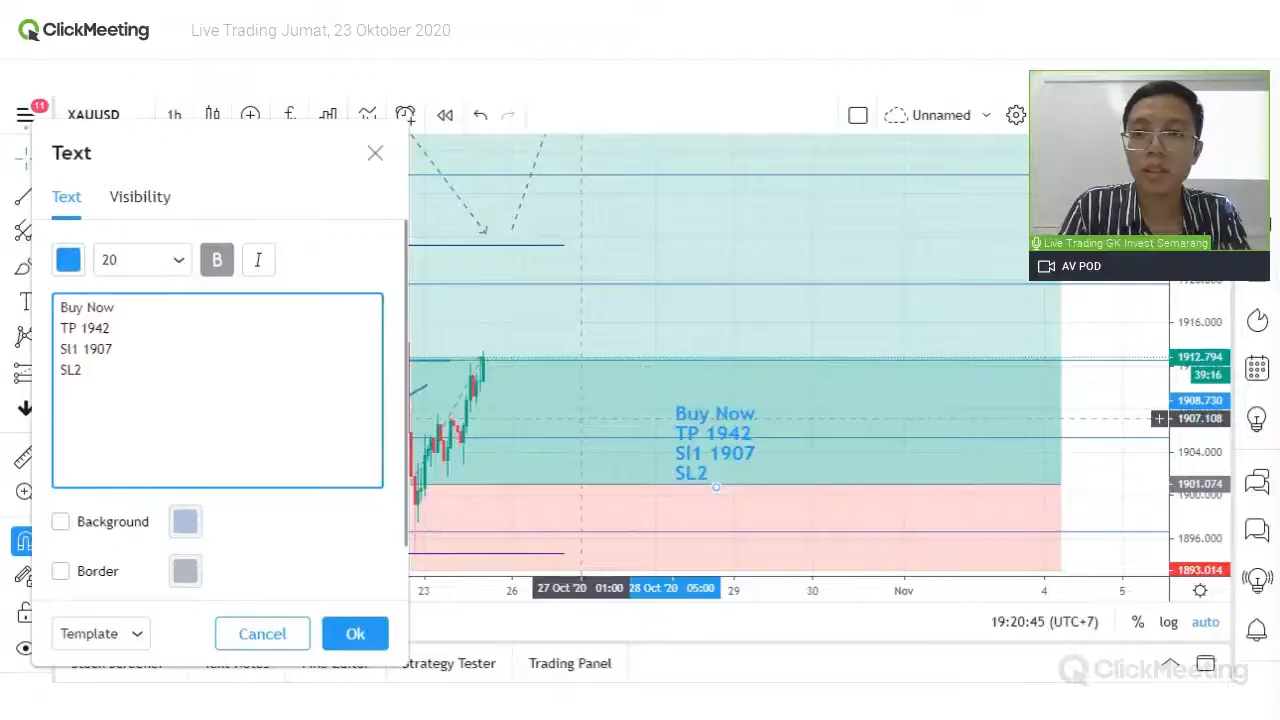 ClickMeeting
Live Trading Jumat, 23 Oktober 2020
11
XAUUSD
1h
Unnamed
Text
Text
Visibility
20
B
I
Buy Now
TP 1942
Sl1 1907
SL2
Background
Border
Template
Cancel
Ok
Live Trading GK Invest Semarang
AV POD
Buy Now
TP 1942
Sl1 1907
SL2
1916.000
1912.794
39:16
1908.730
1907.108
1904.000
1901.074
1900.000
1896.000
1893.014
23
26
27 Oct '20 01:00
28 Oct '20 05:00
29
30
Nov
4
5
19:20:45 (UTC+7)
%
log
auto
Strategy Tester
Trading Panel
ClickMeeting